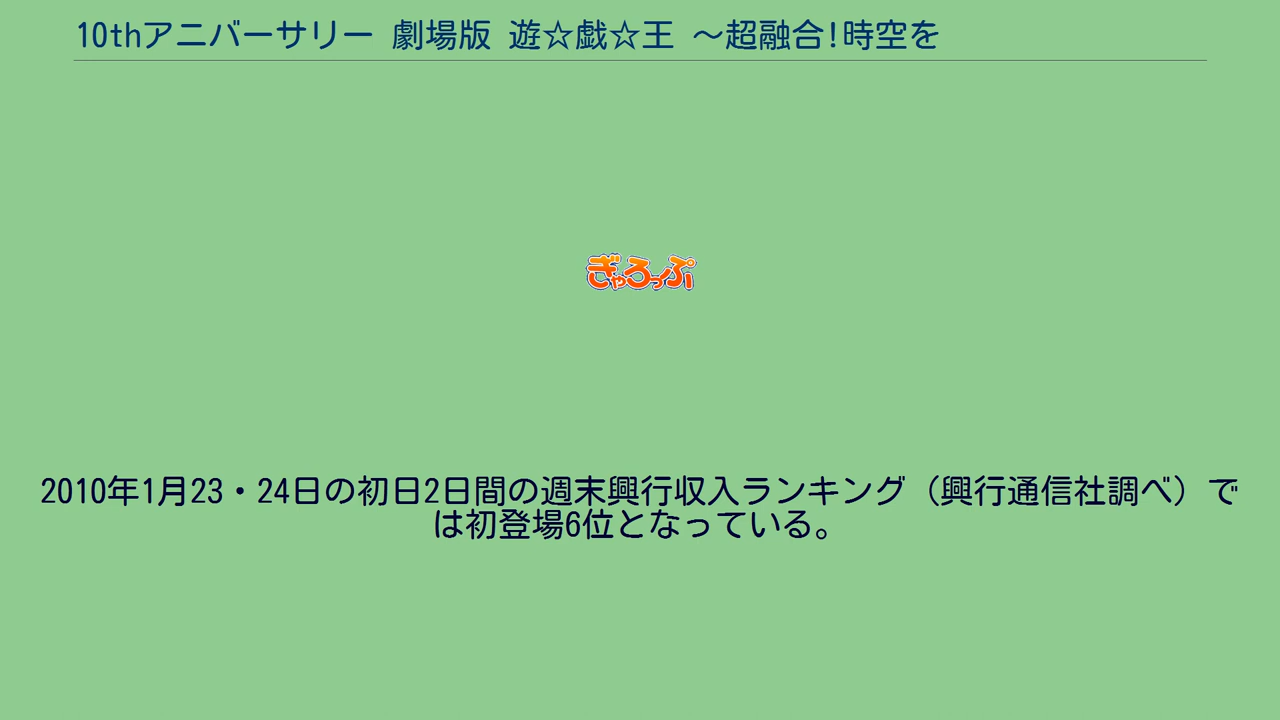 10thアニバーサリー 劇場版 遊☆戯☆王 ～超融合!時空を
ぎゃろっぷ
2010年1月23・24日の初日2日間の週末興行収入ランキング（興行通信社調べ）で
は初登場6位となっている。